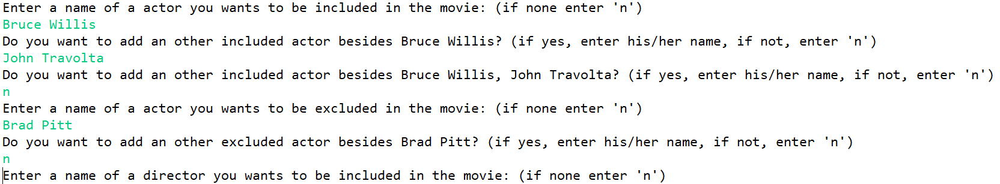 Enter a name of a actor you wants to be included in the movie: (if none enter 'n')
Bruce Willis
Do you want to add an other included actor besides Bruce Willis? (if yes, enter his/her name, if not, enter 'n')
John Travolta
Do you want to add an other included actor besides Bruce Willis, John Travolta? (if yes, enter his/her name, if not, enter 'n')
n
Enter a name of a actor you wants to be excluded in the movie: (if none enter 'n')
Brad Pitt
Do you want to add an other excluded actor besides Brad Pitt? (if yes, enter his/her name, if not, enter 'n')
n
Enter a name of a director you wants to be included in the movie: (if none enter 'n')